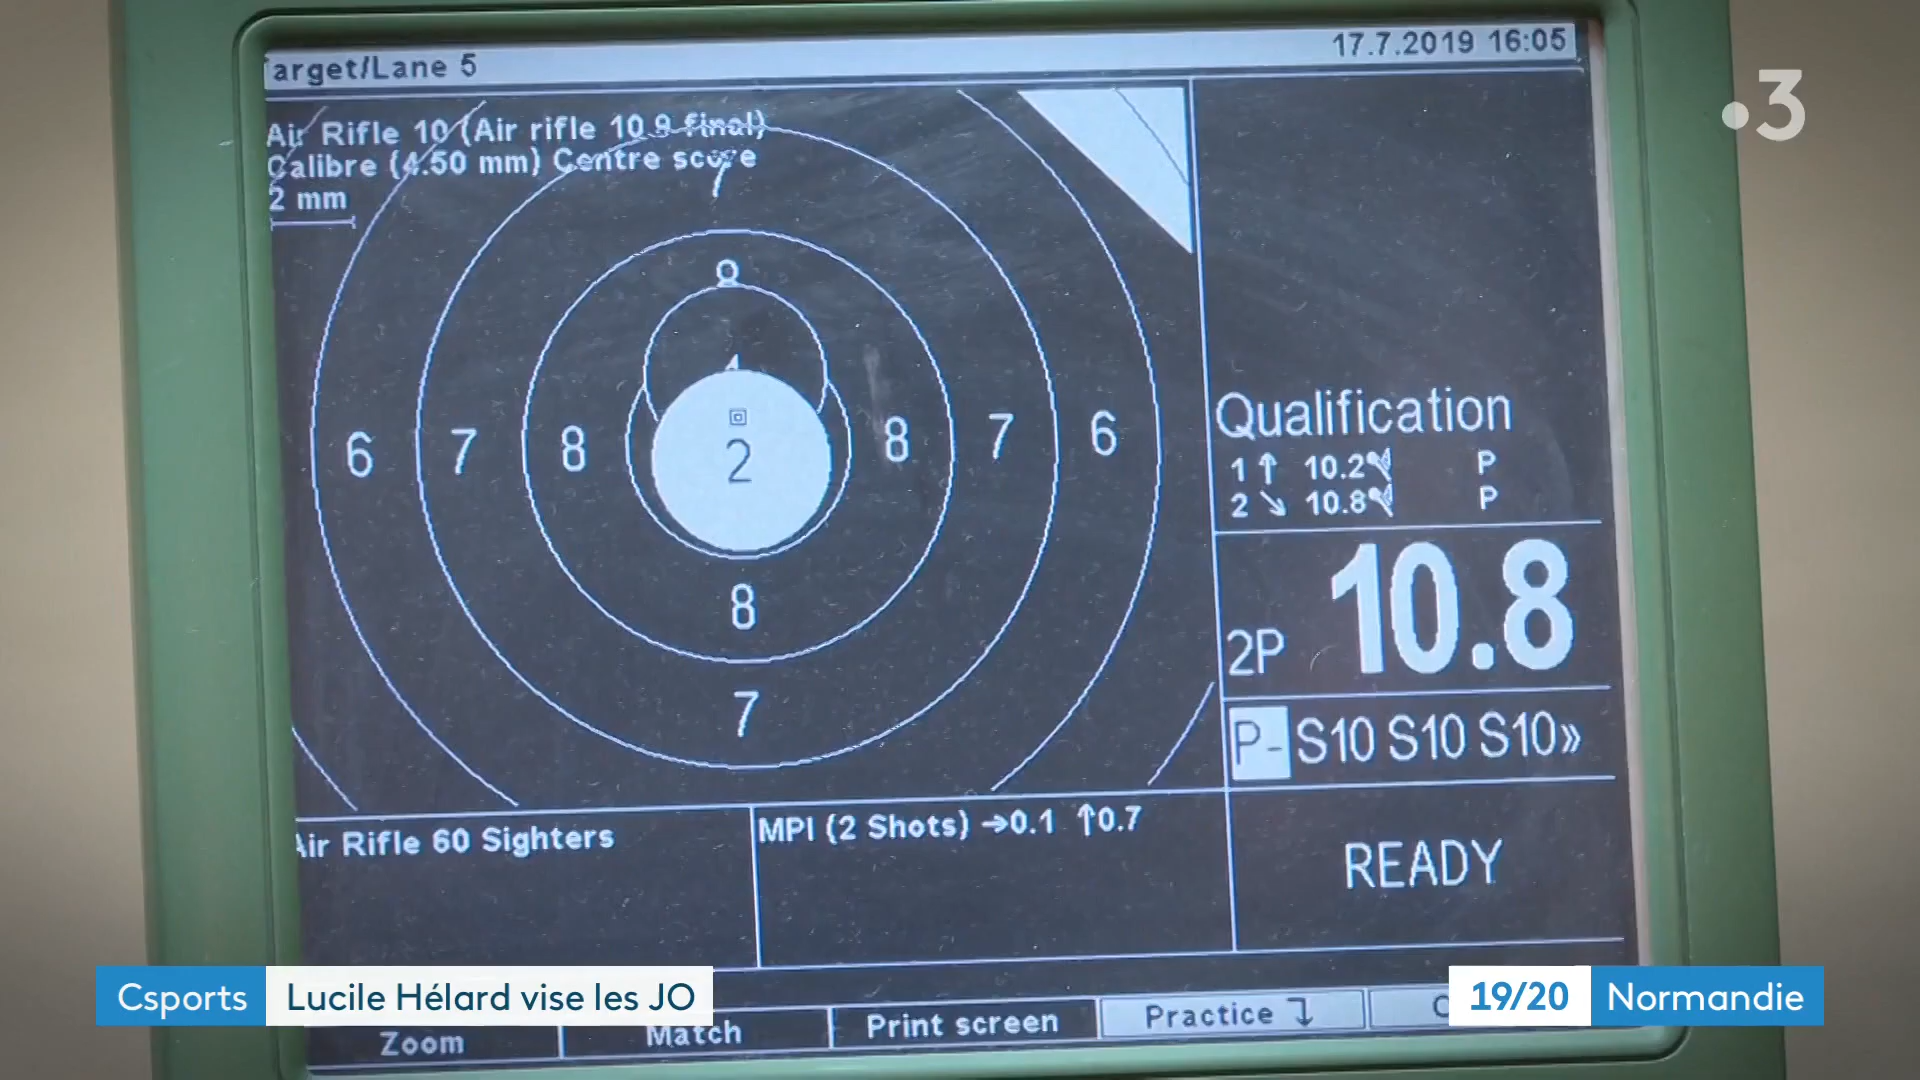 arget/Lane 5
17.7.2019 16:05
Air Rifle 10 (Air rifle 10.9 final)
Calibre (4.50 mm) Centre score
2 mm
3
7
8
6 7 8 2 8 7 6
8
7
Qualification
1 ↑ 10.2 P
2 ↘ 10.8 P
2P 10.8
P- S10 S10 S10»
Air Rifle 60 Sighters
MPI (2 Shots) →0.1 ↑0.7
READY
Csports Lucile Hélard vise les JO
19/20 Normandie
Zoom Match Print screen Practice